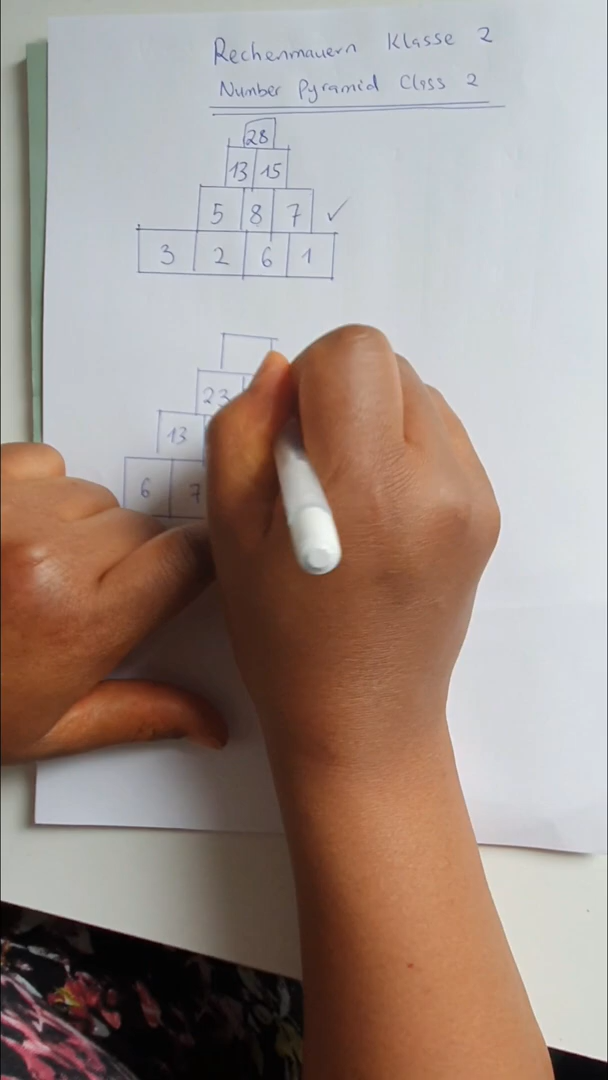 Rechenmauern Klasse 2
Number Pyramid Class 2
28
13 15
5 8 7 ✓
3 2 6 1
23
13
6 7